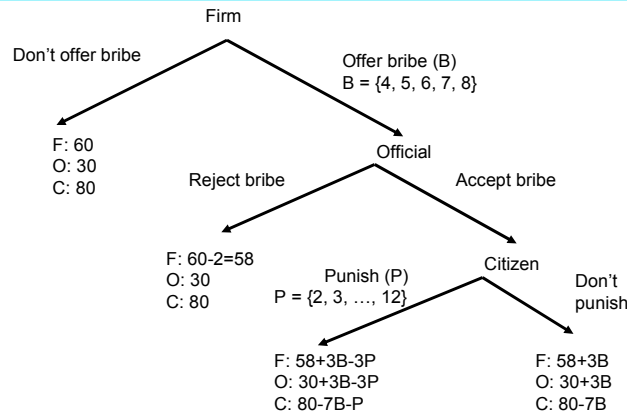 Firm
Don’t offer bribe
Offer bribe (B)
B = {4, 5, 6, 7, 8}
F: 60
O: 30
C: 80
Official
Reject bribe
Accept bribe
F: 60-2=58
O: 30
C: 80
Citizen
Punish (P)
P = {2, 3, …, 12}
Don’t
punish
F: 58+3B-3P
O: 30+3B-3P
C: 80-7B-P
F: 58+3B
O: 30+3B
C: 80-7B